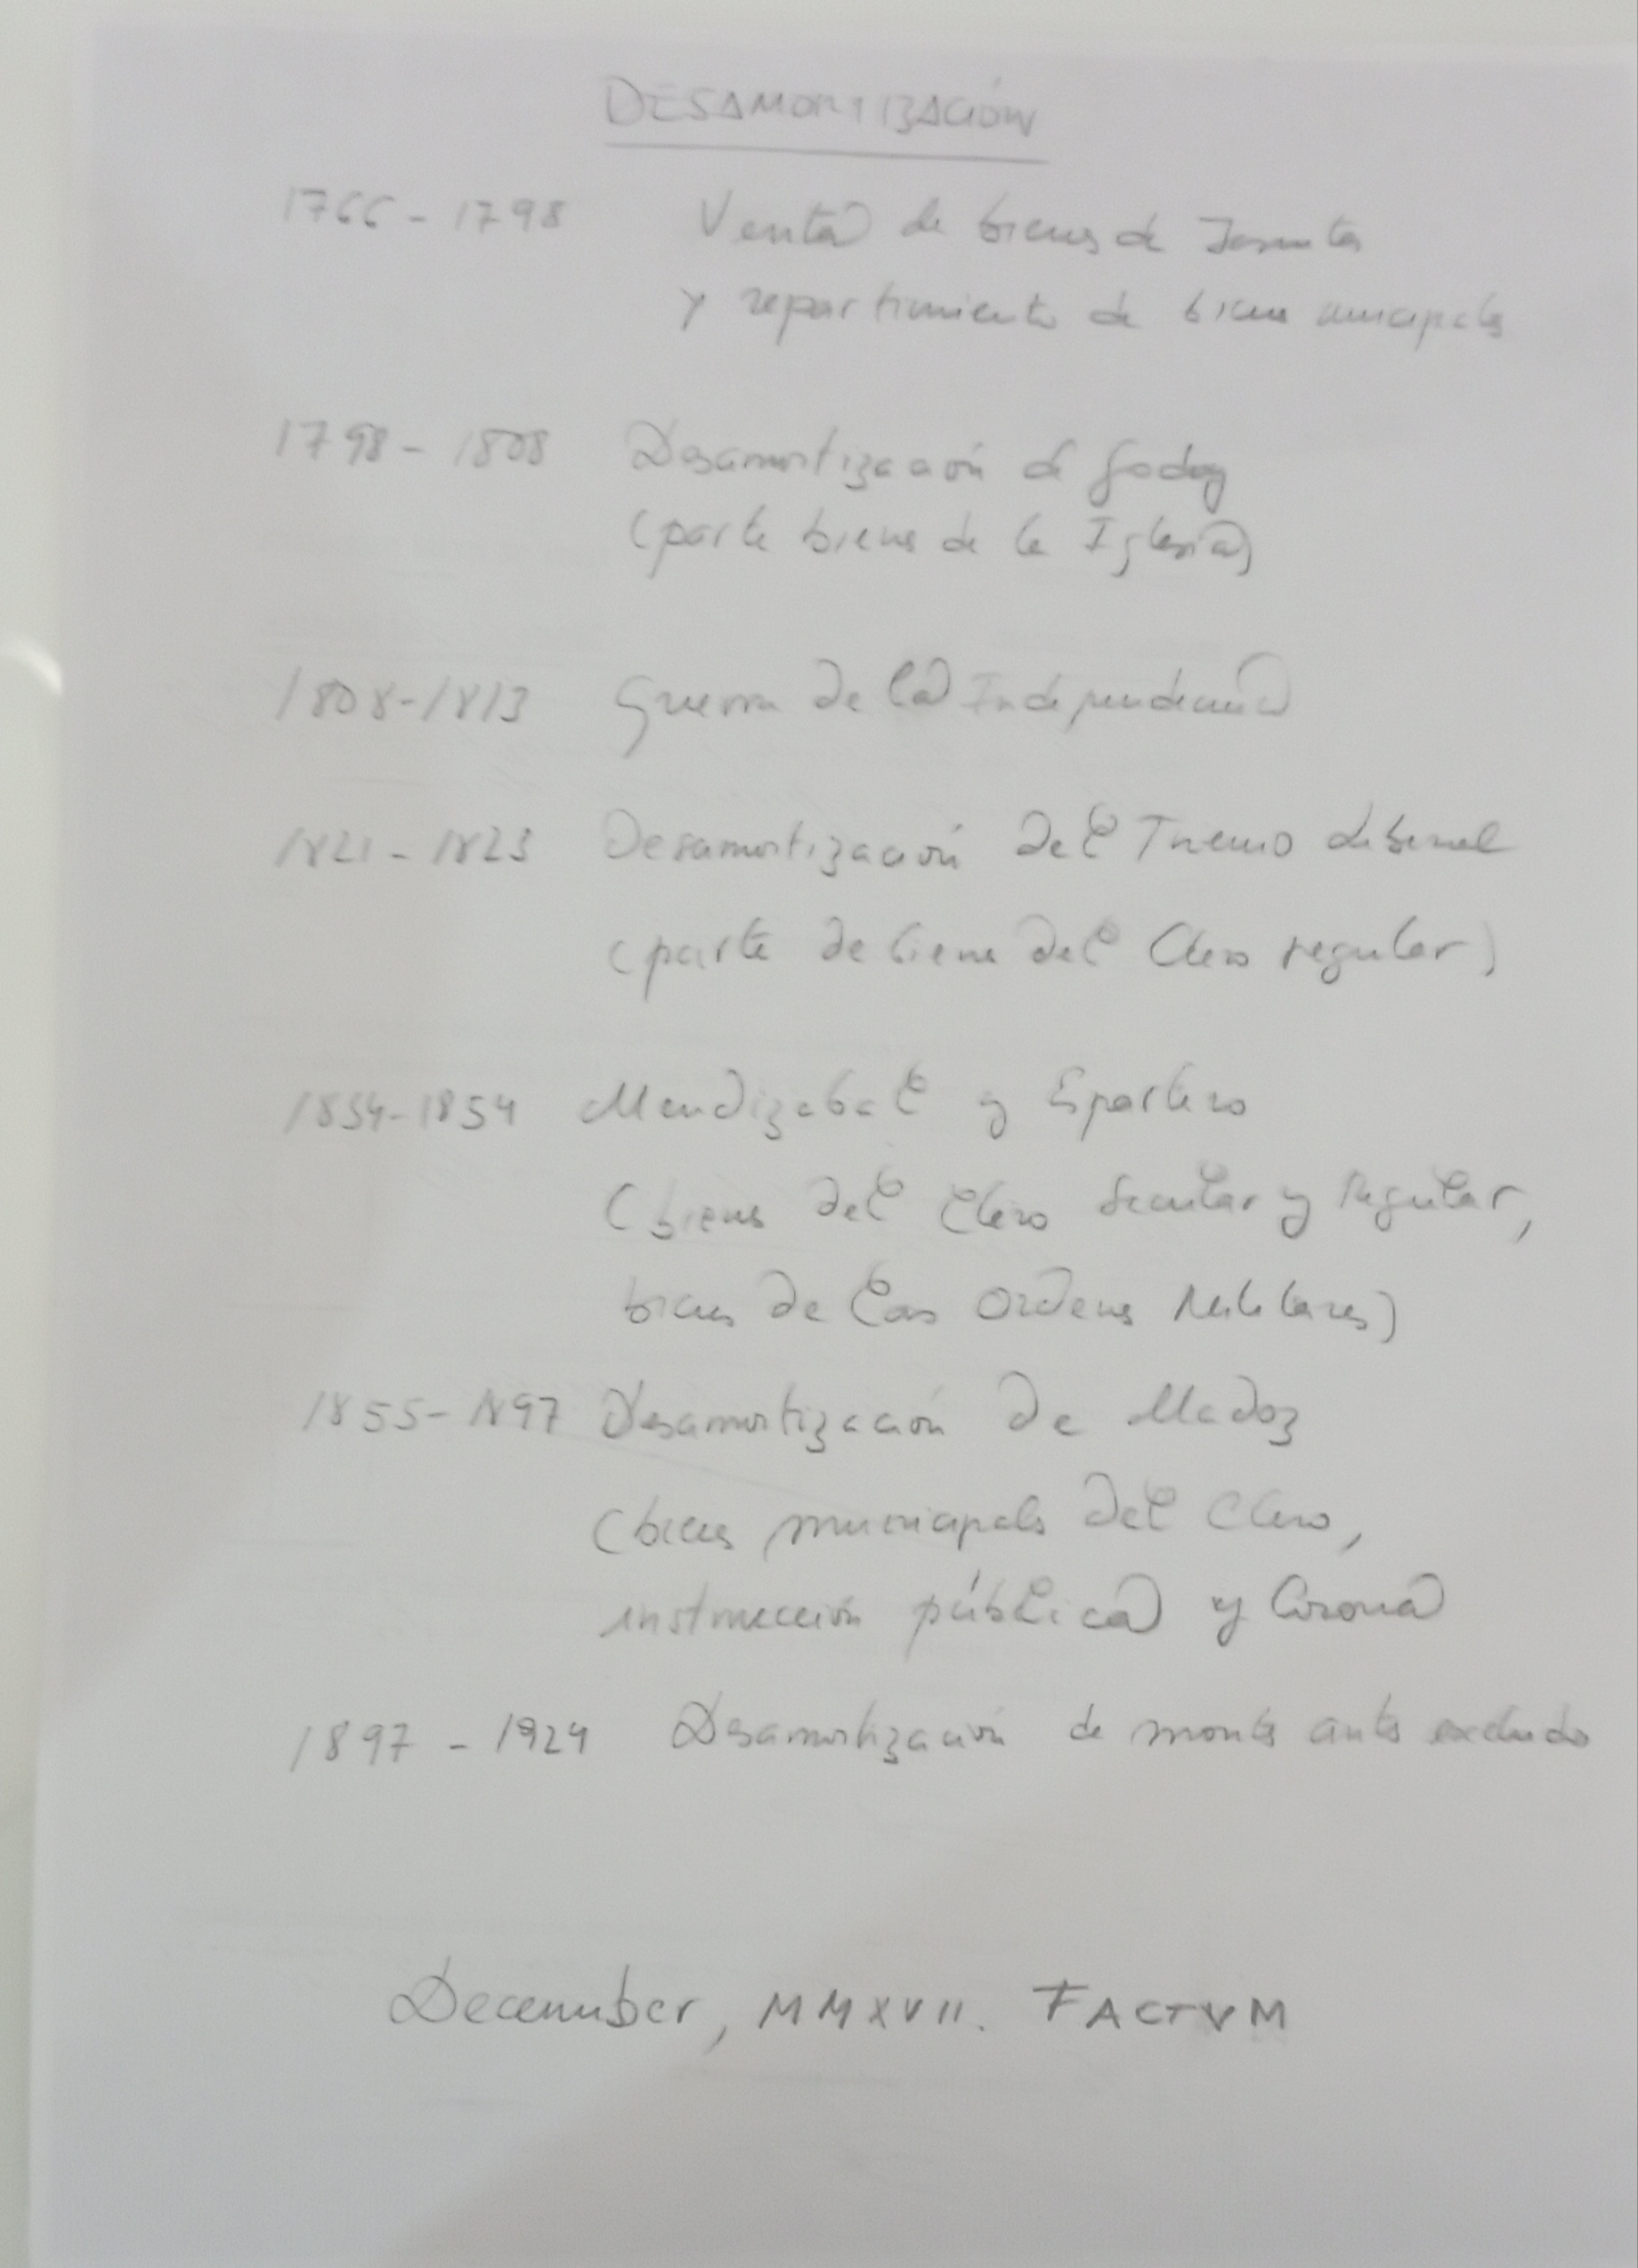 DESAMORTIZACIÓN
1766 - 1798 Venta de bienes de Jesuitas
y repartimiento de bienes municipales
1798 - 1808 Desamortización de Godoy
(parte bienes de la Iglesia)
1808-1813 Guerra de la Independencia
1821 - 1823 Desamortización del Trienio Liberal
(parte de bienes del Clero regular)
1834-1854 Mendizabal y Espartero
(bienes del Clero Secular y Regular,
bienes de las Ordenes Militares)
1855-1897 Desamortización de Madoz
(bienes municipales del Clero,
instrucción pública y Corona
1897 - 1924 Desamortización de montes antes excluidos
December, MMXVII. FACTVM